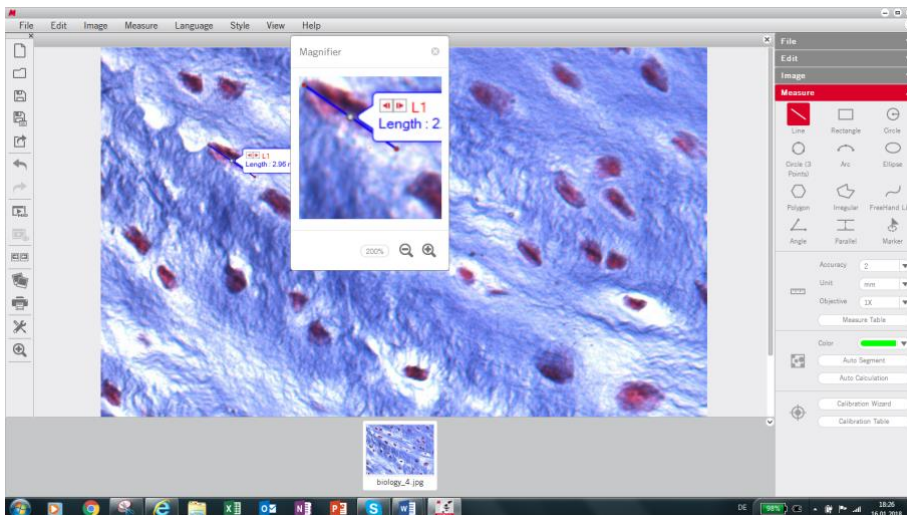 File Edit Image Measure Language Style View Help
Magnifier
L1
Length : 2.
200%
L1
Length : 2.96
biology_4.jpg
File
Edit
Image
Measure
Line Rectangle Circle
Circle (3 Points) Arc Ellipse
Polygon Irregular FreeHand Li
Angle Parallel Marker
Accuracy 2
Unit mm
Objective 1X
Measure Table
Color
Auto Segment
Auto Calculation
Calibration Wizard
Calibration Table
DE 98% 18:26
16.01.2018